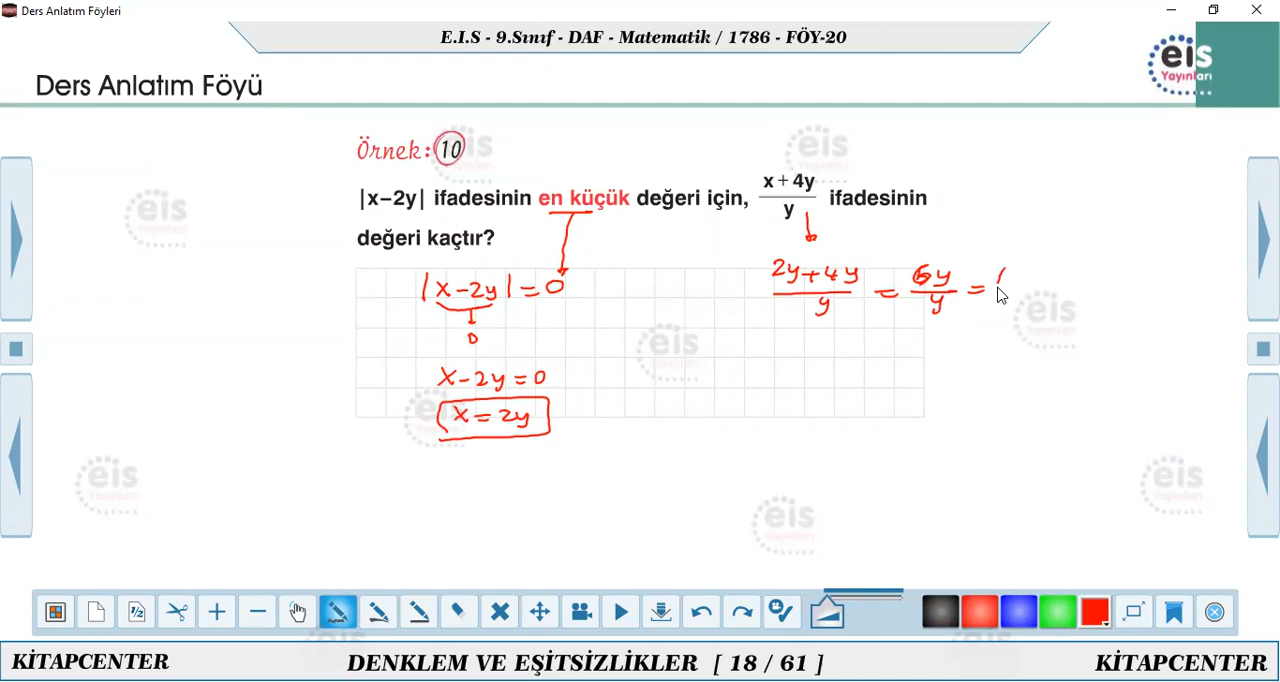 Ders Anlatım Föyleri
E.I.S - 9.Sınıf - DAF - Matematik / 1786 - FÖY-20
Ders Anlatım Föyü
eis
Yayınları
Örnek: 10
|x−2y| ifadesinin en küçük değeri için, x + 4y / y ifadesinin
değeri kaçtır?
|x−2y| = 0
0
x−2y = 0
x = 2y
2y+4y / y = 6y / y =
1/2
KİTAPCENTER
DENKLEM VE EŞİTSİZLİKLER [ 18 / 61 ]
KİTAPCENTER